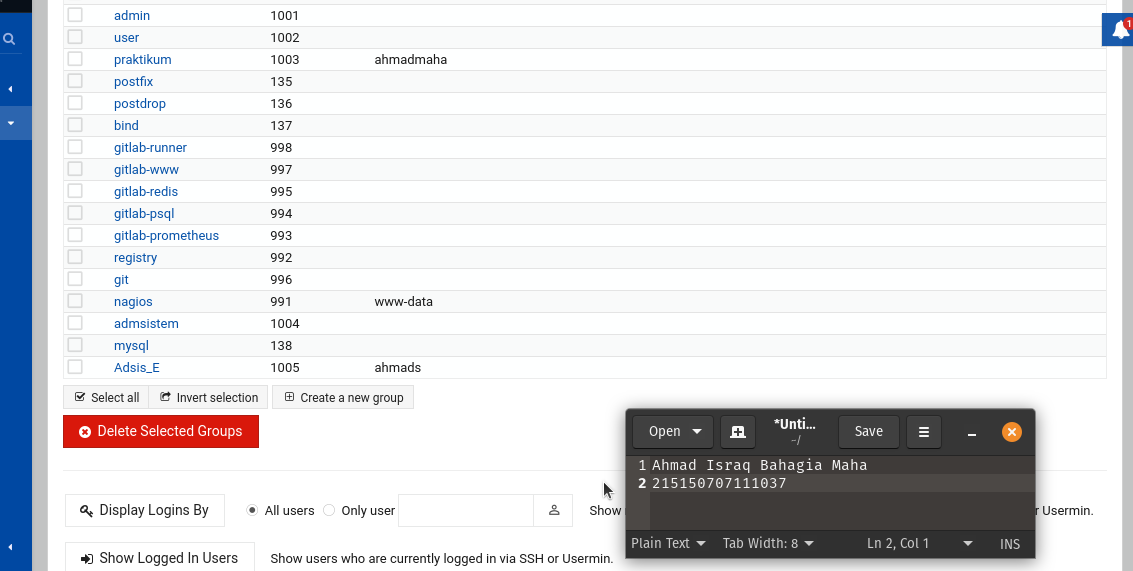 admin 1001
user 1002
praktikum 1003 ahmadmaha
postfix 135
postdrop 136
bind 137
gitlab-runner 998
gitlab-www 997
gitlab-redis 995
gitlab-psql 994
gitlab-prometheus 993
registry 992
git 996
nagios 991 www-data
admsistem 1004
mysql 138
Adsis_E 1005 ahmads
Select all Invert selection Create a new group
Delete Selected Groups
Display Logins By All users Only user Show r Usermin.
Show Logged In Users Show users who are currently logged in via SSH or Usermin.
1
Open *Unti... Save
~/
1 Ahmad Israq Bahagia Maha
2 215150707111037
Plain Text Tab Width: 8 Ln 2, Col 1 INS